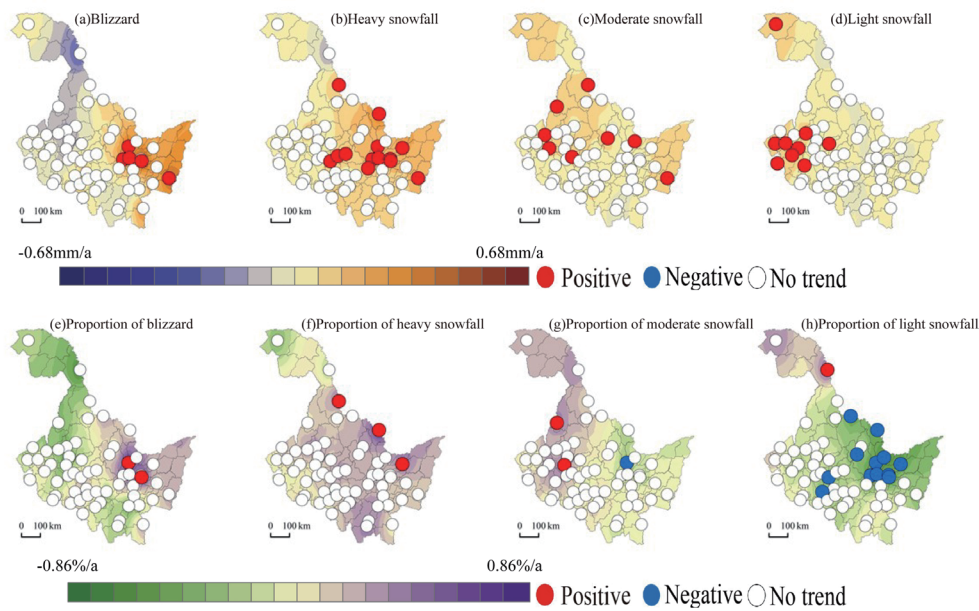 (a)Blizzard
(b)Heavy snowfall
(c)Moderate snowfall
(d)Light snowfall
0 100 km
0 100 km
0 100 km
0 100 km
-0.68mm/a
0.68mm/a
Positive
Negative
No trend
(e)Proportion of blizzard
(f)Proportion of heavy snowfall
(g)Proportion of moderate snowfall
(h)Proportion of light snowfall
0 100 km
0 100 km
0 100 km
0 100 km
-0.86%/a
0.86%/a
Positive
Negative
No trend